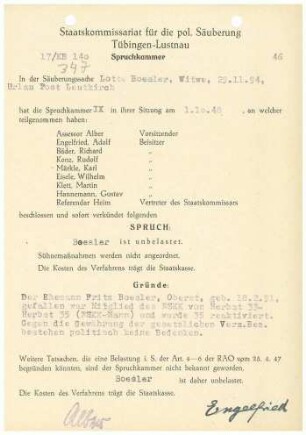 Staatskommissariat für die pol. Säuberung
Tübingen-Lustnau
17/KB 140 Spruchkammer 46
347
In der Säuberungssache Lotte Boesler, Witwe, 25.11.94,
Urlau Post Leutkirch
hat die Spruchkammer IX in ihrer Sitzung am 1.10.48, an welcher
teilgenommen haben:
Assessor Alber Vorsitzender
Engelfried, Adolf Beisitzer
Bäder, Richard „
Kenz, Rudolf „
Märkle, Karl „
Eisele, Wilhelm „
Klett, Martin „
Hannemann, Gustav „
Referendar Heim Vertreter des Staatskommissars
beschlossen und sofort verkündet folgenden
SPRUCH:
Boesler ist unbelastet.
Sühnemaßnahmen werden nicht angeordnet.
Die Kosten des Verfahrens trägt die Staatskasse.
Gründe:
Der Ehemann Fritz Boesler, Oberst, geb. 18.2.91,
gefallen war Mitglied des NSKK von Herbst 33-
Herbst 35 (NSKK-Mann) und wurde 35 reaktiviert.
Gegen die Gewährung der gesetzlichen Vers.Bez.
bestehen politisch keine Bedenken.
Weitere Tatsachen, die eine Belastung i. S. der Art. 4—6 der RAO vom 26. 4. 47
begründen könnten, sind der Spruchkammer nicht bekannt geworden.
Boesler ist daher unbelastet.
Die Kosten des Verfahrens trägt die Staatskasse.
Alber Engelfried